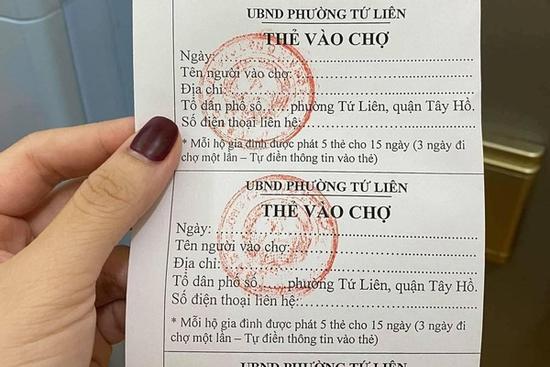 UBND PHƯỜNG TỨ LIÊN
THẺ VÀO CHỢ
Ngày:
Tên người vào chợ:
Địa chỉ:
Tổ dân phố số......phường Tứ Liên, quận Tây Hồ.
Số điện thoại liên hệ:
* Mỗi hộ gia đình được phát 5 thẻ cho 15 ngày (3 ngày đi
chợ một lần – Tự điền thông tin vào thẻ)
UBND PHƯỜNG TỨ LIÊN
THẺ VÀO CHỢ
Ngày:
Tên người vào chợ:
Địa chỉ:
Tổ dân phố số......phường Tứ Liên, quận Tây Hồ.
Số điện thoại liên hệ:
* Mỗi hộ gia đình được phát 5 thẻ cho 15 ngày (3 ngày đi
chợ một lần – Tự điền thông tin vào thẻ)
UBND PHƯỜNG TỨ LIÊN